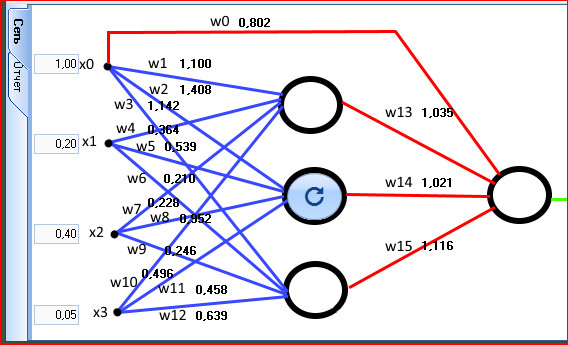 Сеть
Отчет
w0 0,802
1,00 x0
w1 1,100
w2 1,408
w3 1,142
w13 1,035
w4 0,364
0,20 x1
w5 0,539
w6 0,210
w14 1,021
w7 0,228
w8 0,952
0,40 x2
w9 0,246
w15 1,116
w10 0,496
w11 0,458
0,05 x3
w12 0,639